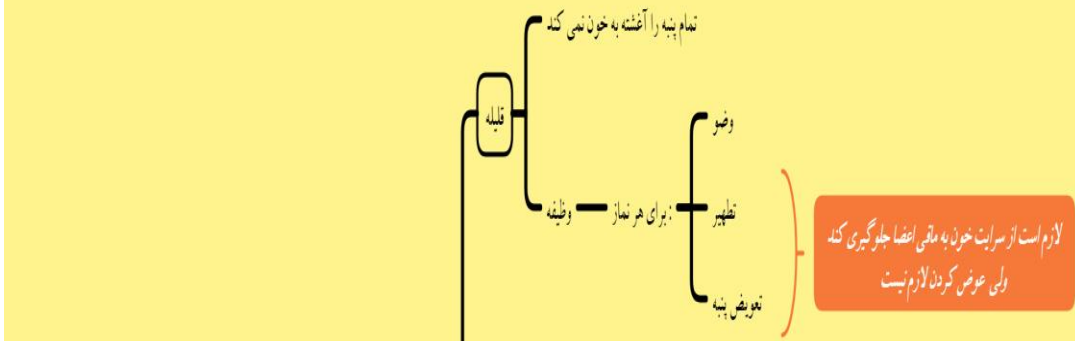 تمام پنبه را آغشته به خون نمی کند
قلیله
وضو
وظیفه
: برای هر نماز
تطهیر
لازم است از سرایت خون به مافی اعضا جلوگیری کند
ولی عوض کردن لازم نیست
تعویض پنبه